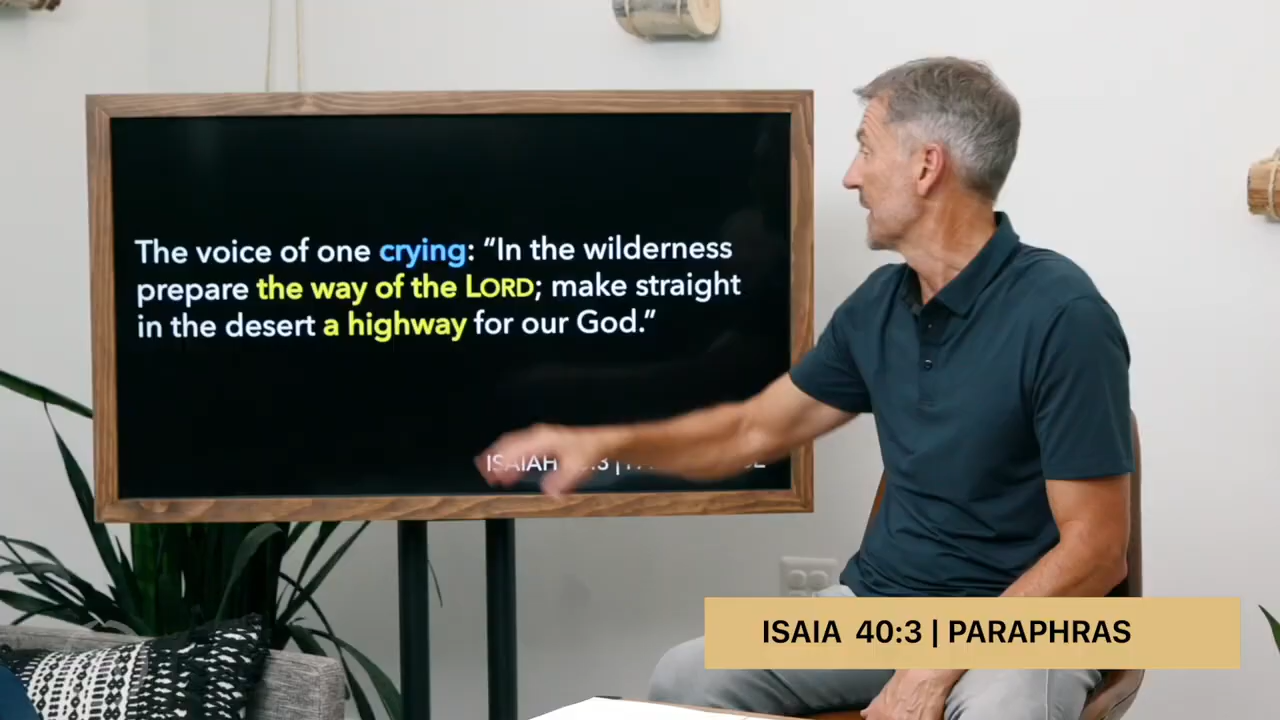 The voice of one crying: “In the wilderness
prepare the way of the LORD; make straight
in the desert a highway for our God.”
ISAIAH
ISAIA 40:3 | PARAPHRAS